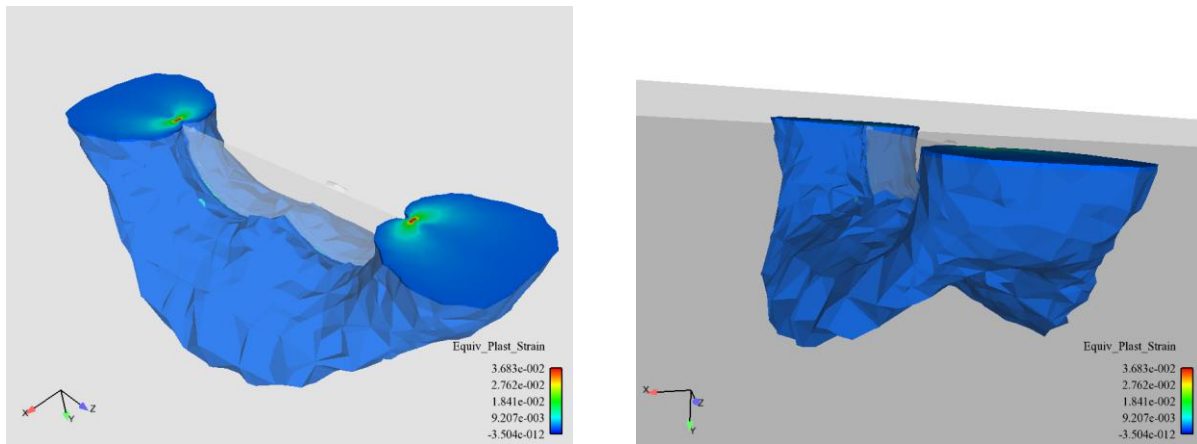 Equiv_Plast_Strain
3.683e-002
2.762e-002
1.841e-002
9.207e-003
-3.504e-012
X
Y
Z
Equiv_Plast_Strain
3.683e-002
2.762e-002
1.841e-002
9.207e-003
-3.504e-012
X
Z
Y